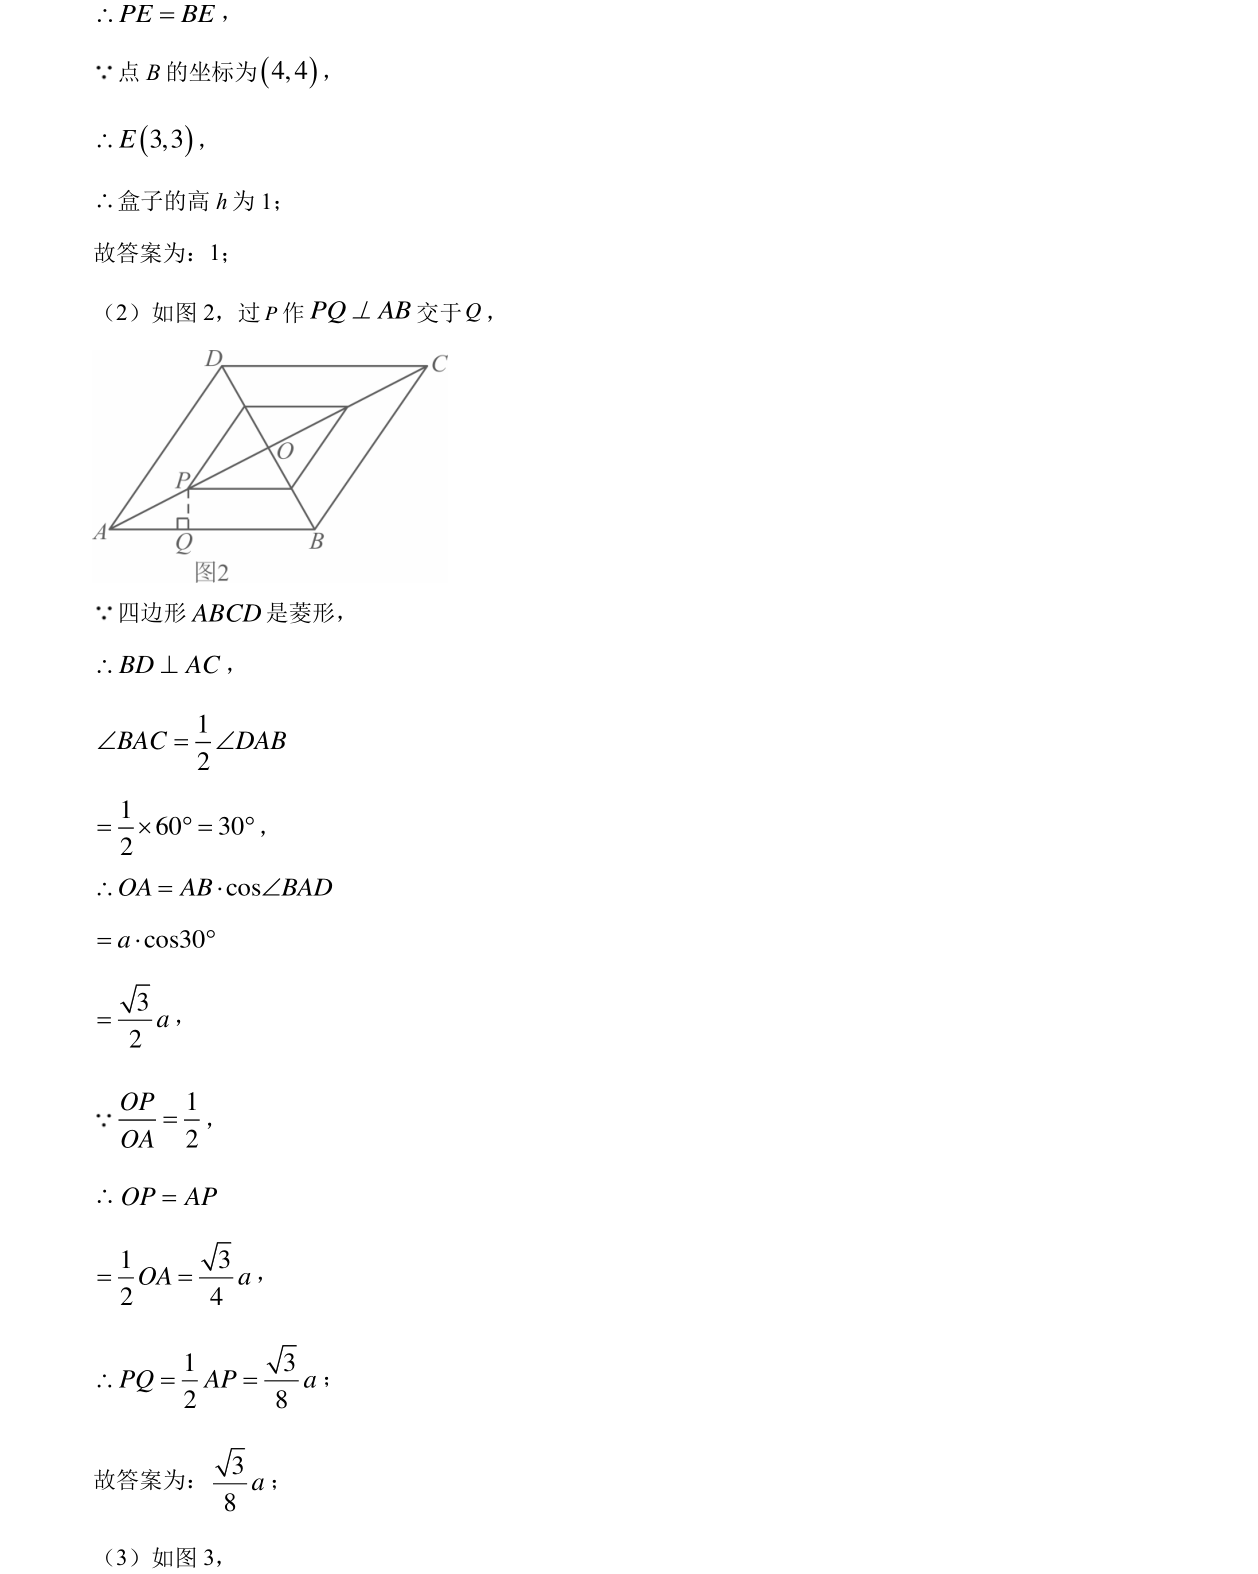 ∴PE = BE，
∵点 B 的坐标为(4,4)，
∴E(3,3)，
∴盒子的高 h 为 1；
故答案为：1；
（2）如图 2，过 P 作 PQ ⊥ AB 交于 Q，
D
C
O
P
A
Q
B
图2
∵四边形 ABCD 是菱形，
∴BD ⊥ AC，
∠BAC = 1/2 ∠DAB
= 1/2 × 60° = 30°，
∴OA = AB · cos∠BAD
= a · cos30°
= √3/2 a，
∵ OP/OA = 1/2，
∴ OP = AP
= 1/2 OA = √3/4 a，
∴PQ = 1/2 AP = √3/8 a；
故答案为：√3/8 a；
（3）如图 3，